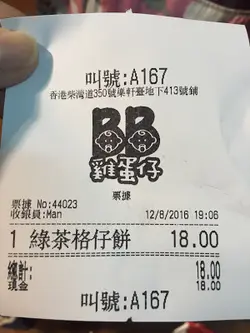 叫號:A167
香港柴灣道350號樂軒臺地下413號鋪
BB
雞蛋仔
票據
票據 No:44023
收銀員:Man 12/8/2016 19:06
1 綠茶格仔餅 18.00
總計: 18.00
現金 18.00
叫號:A167